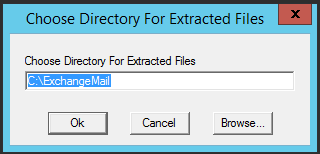 Choose Directory For Extracted Files
x
Choose Directory For Extracted Files
C:\ExchangeMail
Ok
Cancel
Browse...